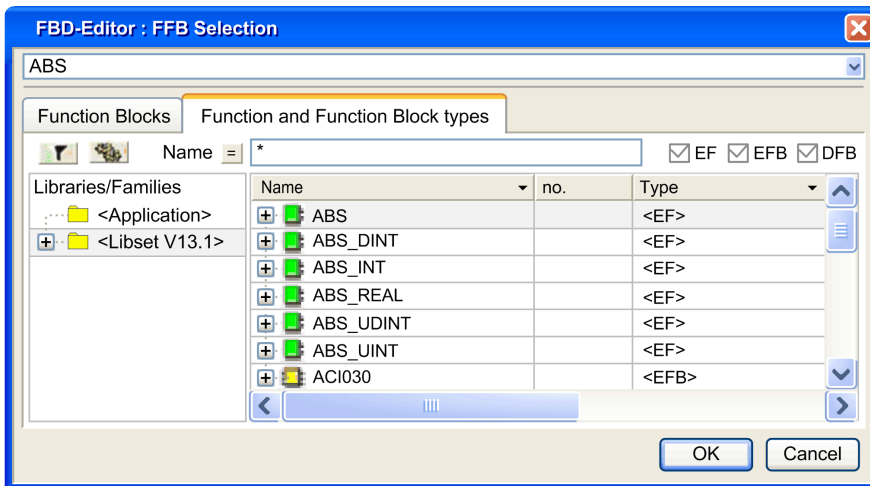 FBD-Editor : FFB Selection
ABS
Function Blocks Function and Function Block types
Name = * EF EFB DFB
Libraries/Families Name no. Type
<Application> ABS <EF>
<Libset V13.1> ABS_DINT <EF>
ABS_INT <EF>
ABS_REAL <EF>
ABS_UDINT <EF>
ABS_UINT <EF>
ACI030 <EFB>
OK Cancel